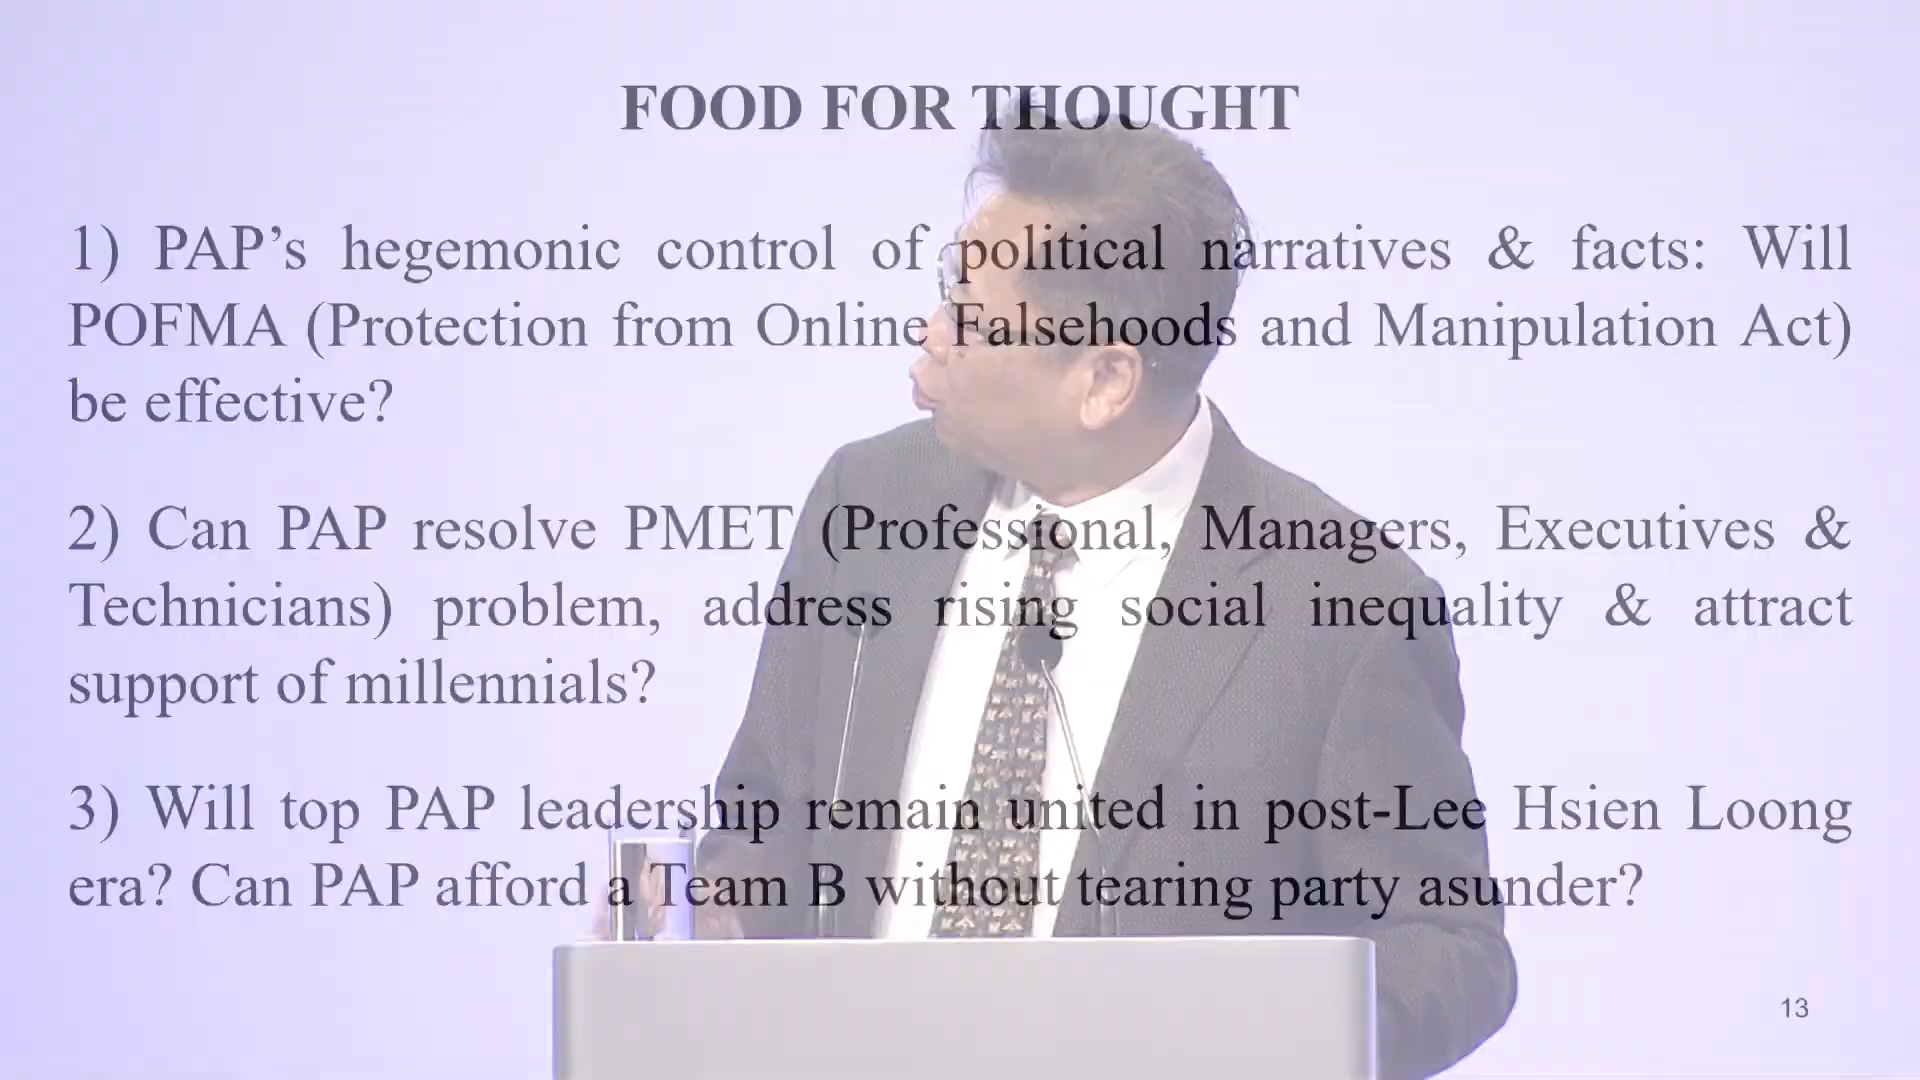 FOOD FOR THOUGHT
1) PAP’s hegemonic control of political narratives & facts: Will
POFMA (Protection from Online Falsehoods and Manipulation Act)
be effective?
2) Can PAP resolve PMET (Professional, Managers, Executives &
Technicians) problem, address rising social inequality & attract
support of millennials?
3) Will top PAP leadership remain united in post-Lee Hsien Loong
era? Can PAP afford a Team B without tearing party asunder?
13